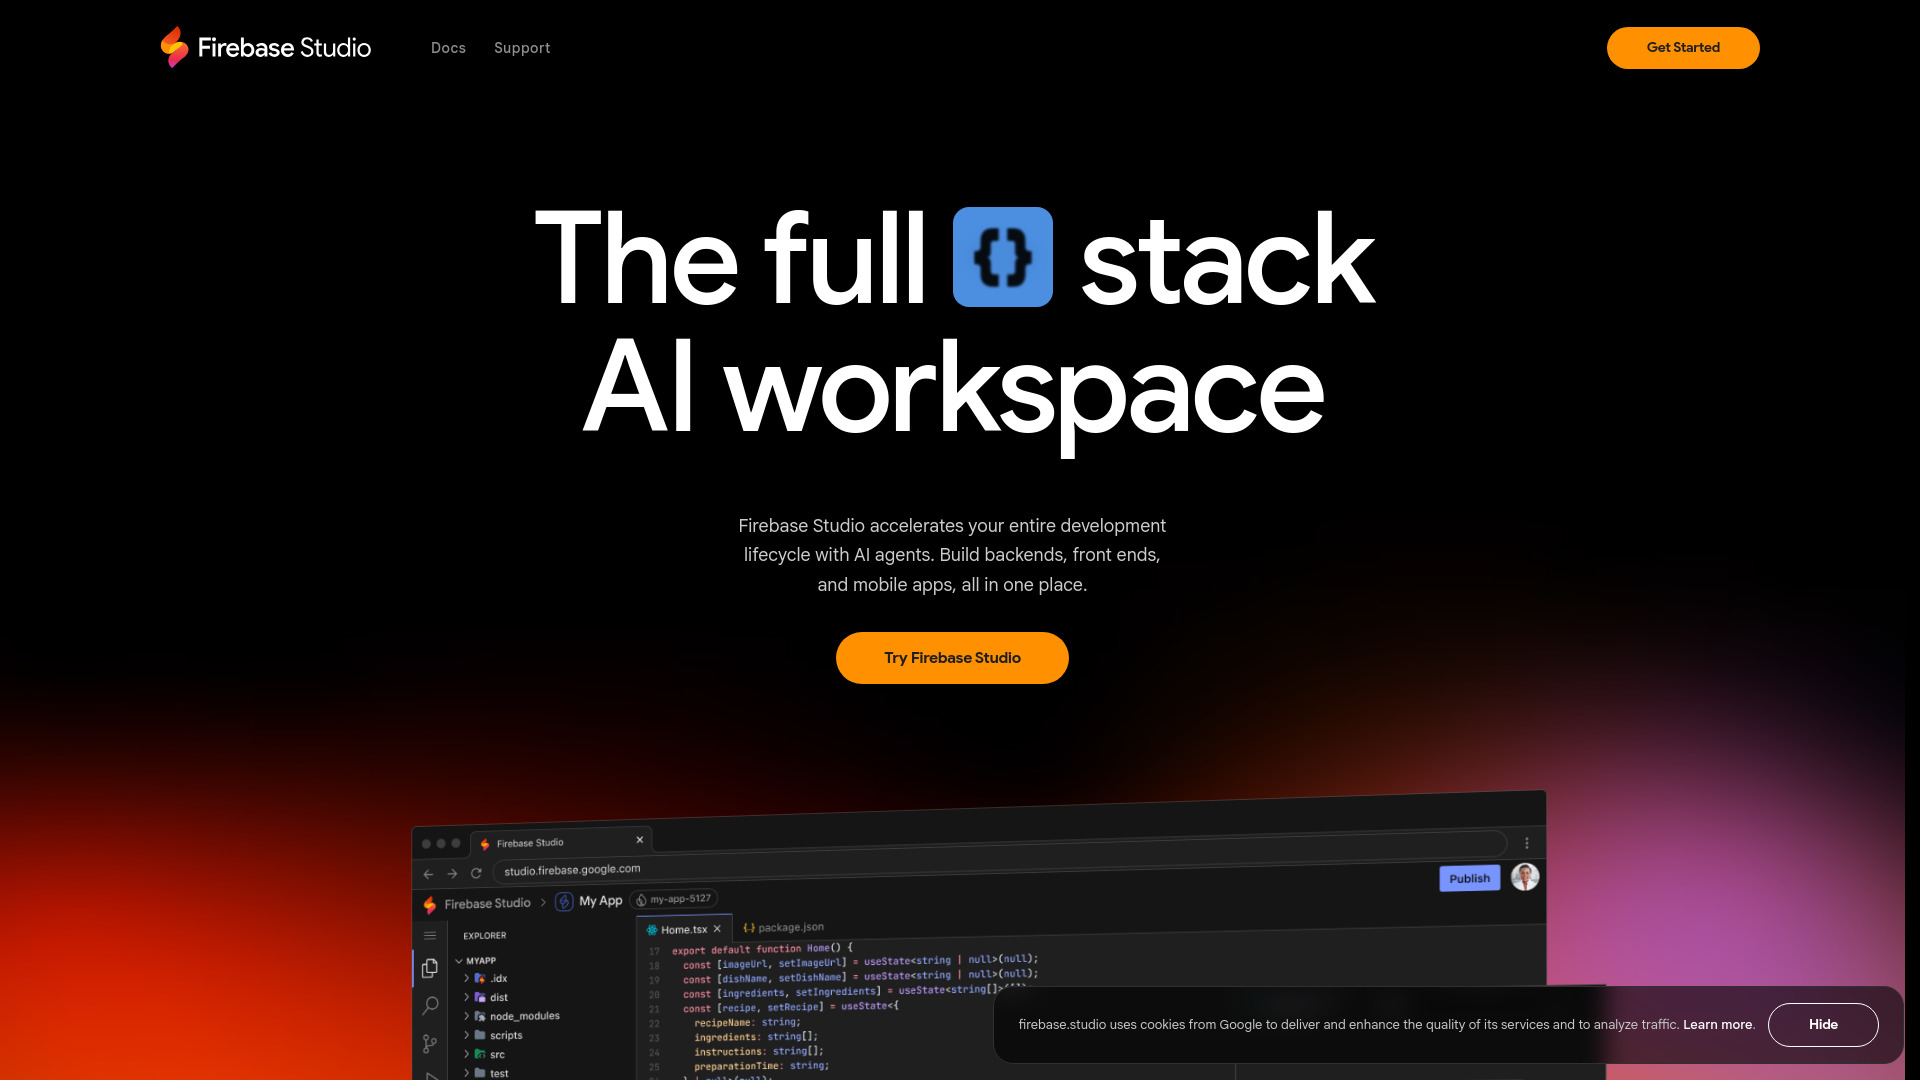 Firebase Studio
Docs
Support
Get Started
The full {} stack
AI workspace
Firebase Studio accelerates your entire development
lifecycle with AI agents. Build backends, front ends,
and mobile apps, all in one place.
Try Firebase Studio
Firebase Studio
studio.firebase.google.com
Firebase Studio > My App my-app-5127
Publish
EXPLORER
MYAPP
.idx
dist
node_modules
scripts
src
test
Home.tsx
{..} package.json
17 export default function Home() {
18 const [imageUrl, setImageUrl] = useState<string | null>(null);
19 const [dishName, setDishName] = useState<string | null>(null);
20 const [ingredients, setIngredients] = useState<string[]>([]);
21 const [recipe, setRecipe] = useState<{
22 recipeName: string;
23 ingredients: string[];
24 instructions: string[];
25 preparationTime: string;
firebase.studio uses cookies from Google to deliver and enhance the quality of its services and to analyze traffic. Learn more.
Hide